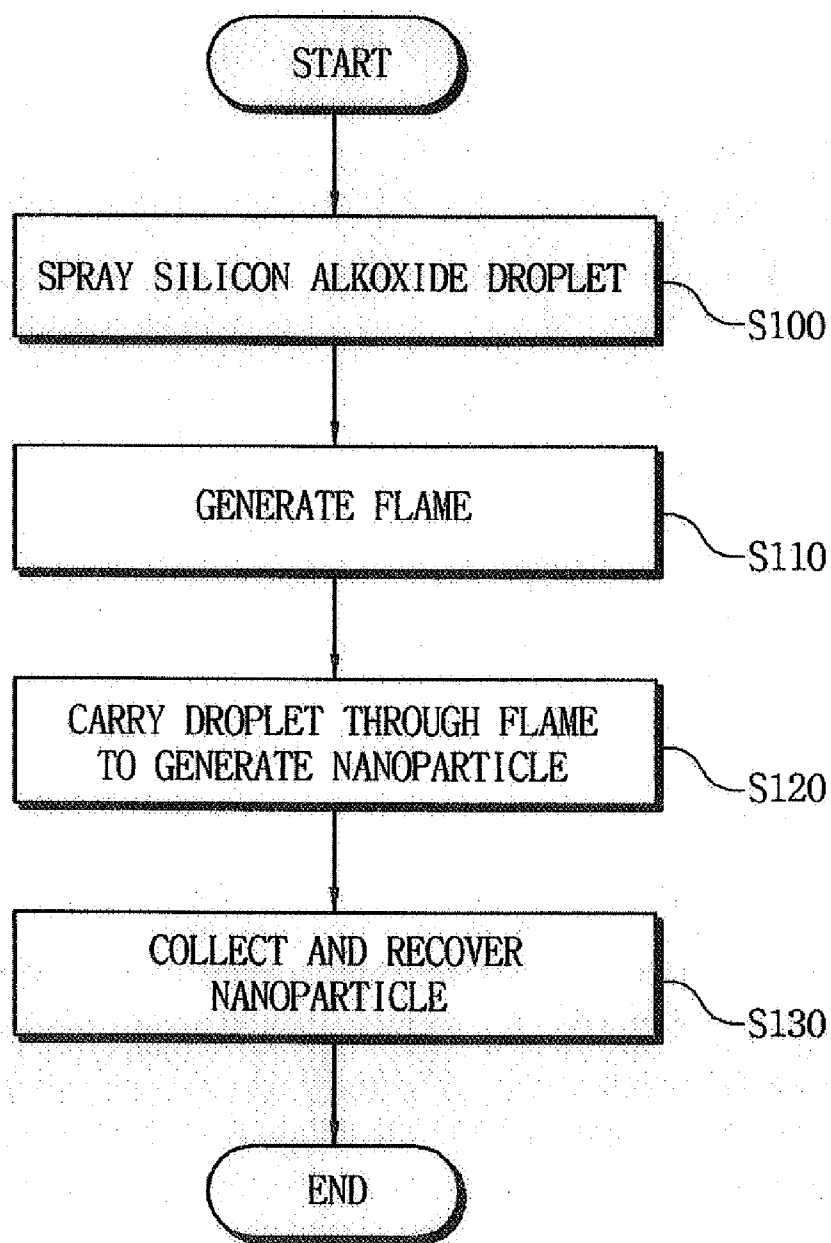 START
SPRAY SILICON ALKOXIDE DROPLET
S100
GENERATE FLAME
S110
CARRY DROPLET THROUGH FLAME
TO GENERATE NANOPARTICLE
S120
COLLECT AND RECOVER
NANOPARTICLE
S130
END